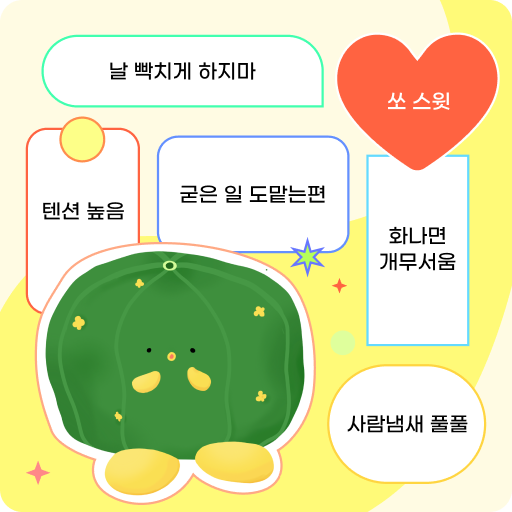 날 빡치게 하지마
쏘 스윗
텐션 높음
굳은 일 도맡는편
화나면
개무서움
사람냄새 풀풀